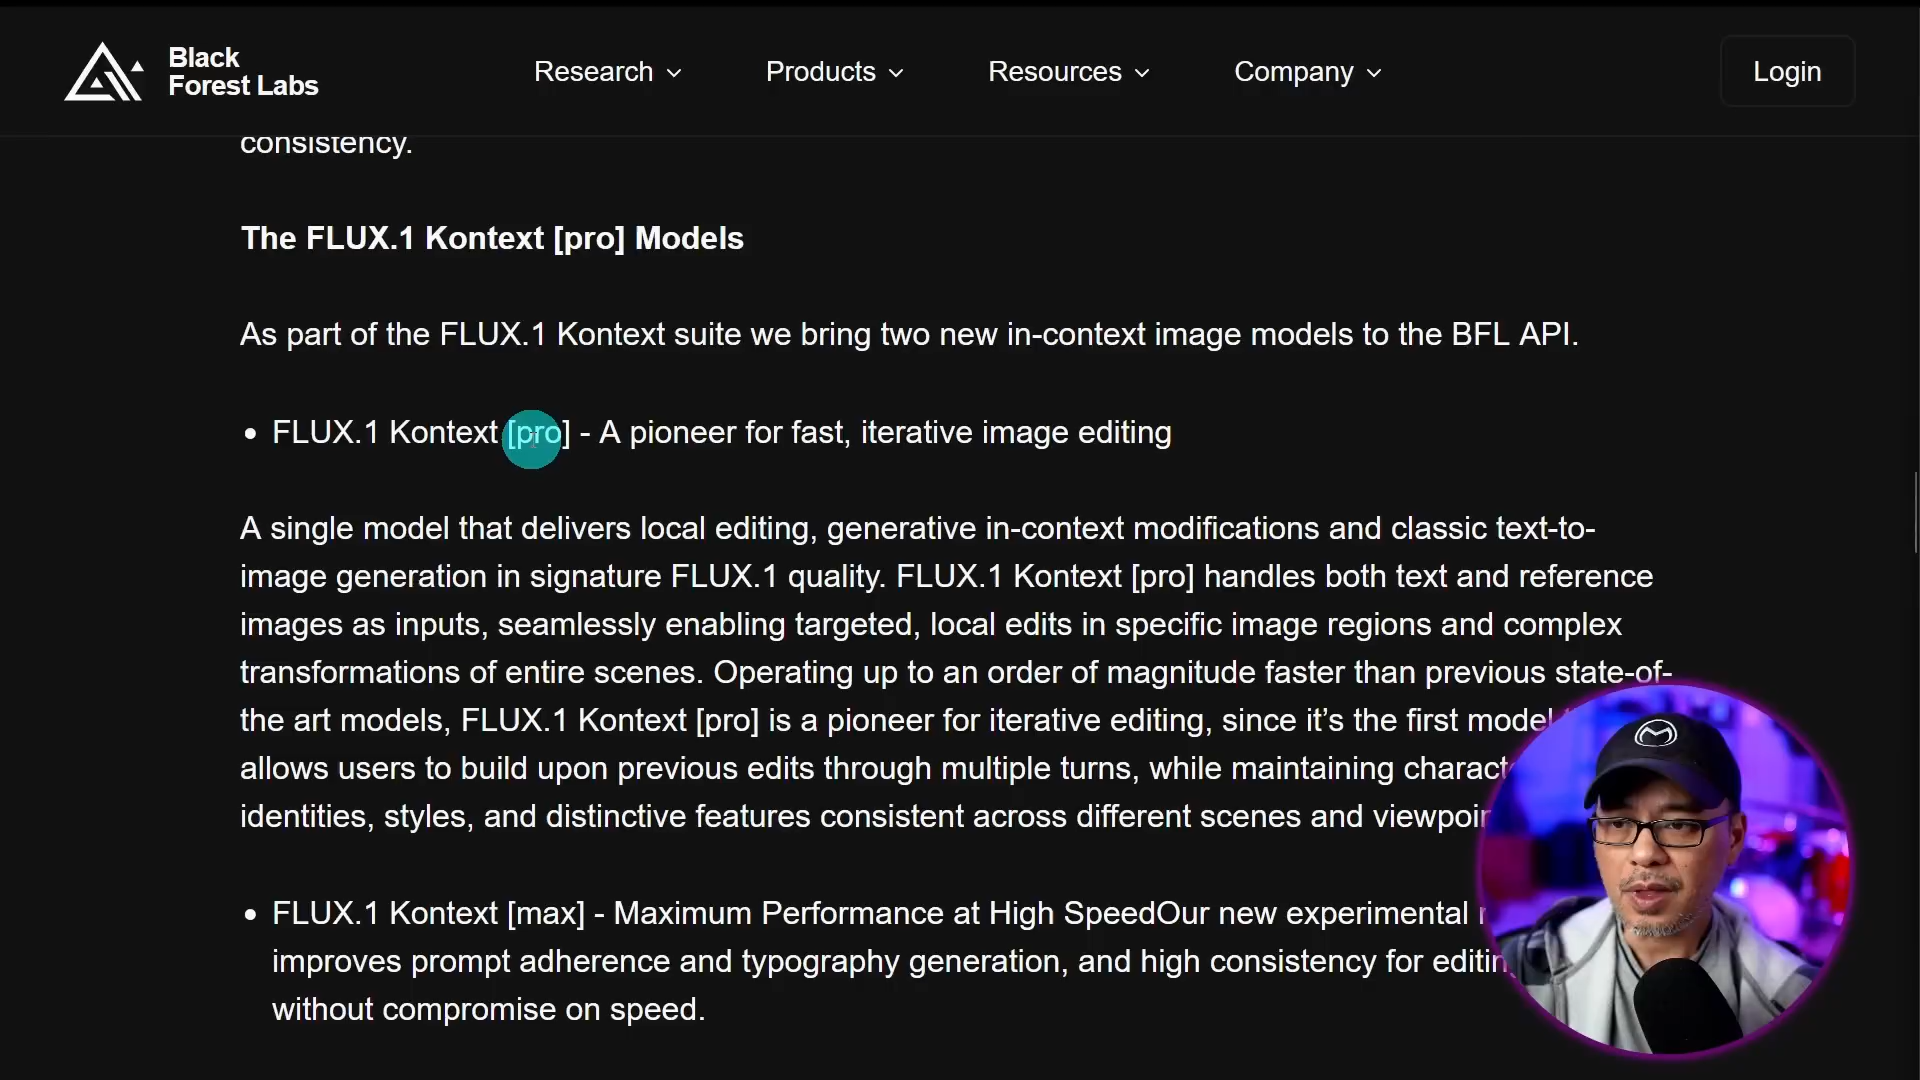 Black
Forest Labs
Research
Products
Resources
Company
Login
consistency.
The FLUX.1 Kontext [pro] Models
As part of the FLUX.1 Kontext suite we bring two new in-context image models to the BFL API.
• FLUX.1 Kontext [pro] - A pioneer for fast, iterative image editing
A single model that delivers local editing, generative in-context modifications and classic text-to-
image generation in signature FLUX.1 quality. FLUX.1 Kontext [pro] handles both text and reference
images as inputs, seamlessly enabling targeted, local edits in specific image regions and complex
transformations of entire scenes. Operating up to an order of magnitude faster than previous state-of-
the art models, FLUX.1 Kontext [pro] is a pioneer for iterative editing, since it’s the first model
allows users to build upon previous edits through multiple turns, while maintaining
identities, styles, and distinctive features consistent across different scenes and
• FLUX.1 Kontext [max] - Maximum Performance at High SpeedOur new experimental
improves prompt adherence and typography generation, and high consistency for
without compromise on speed.